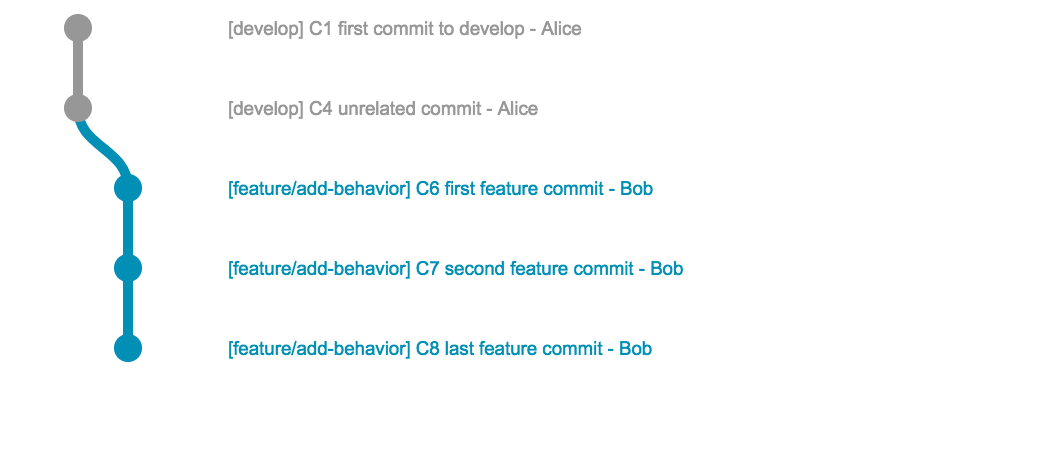 [develop] C1 first commit to develop - Alice
[develop] C4 unrelated commit - Alice
[feature/add-behavior] C6 first feature commit - Bob
[feature/add-behavior] C7 second feature commit - Bob
[feature/add-behavior] C8 last feature commit - Bob